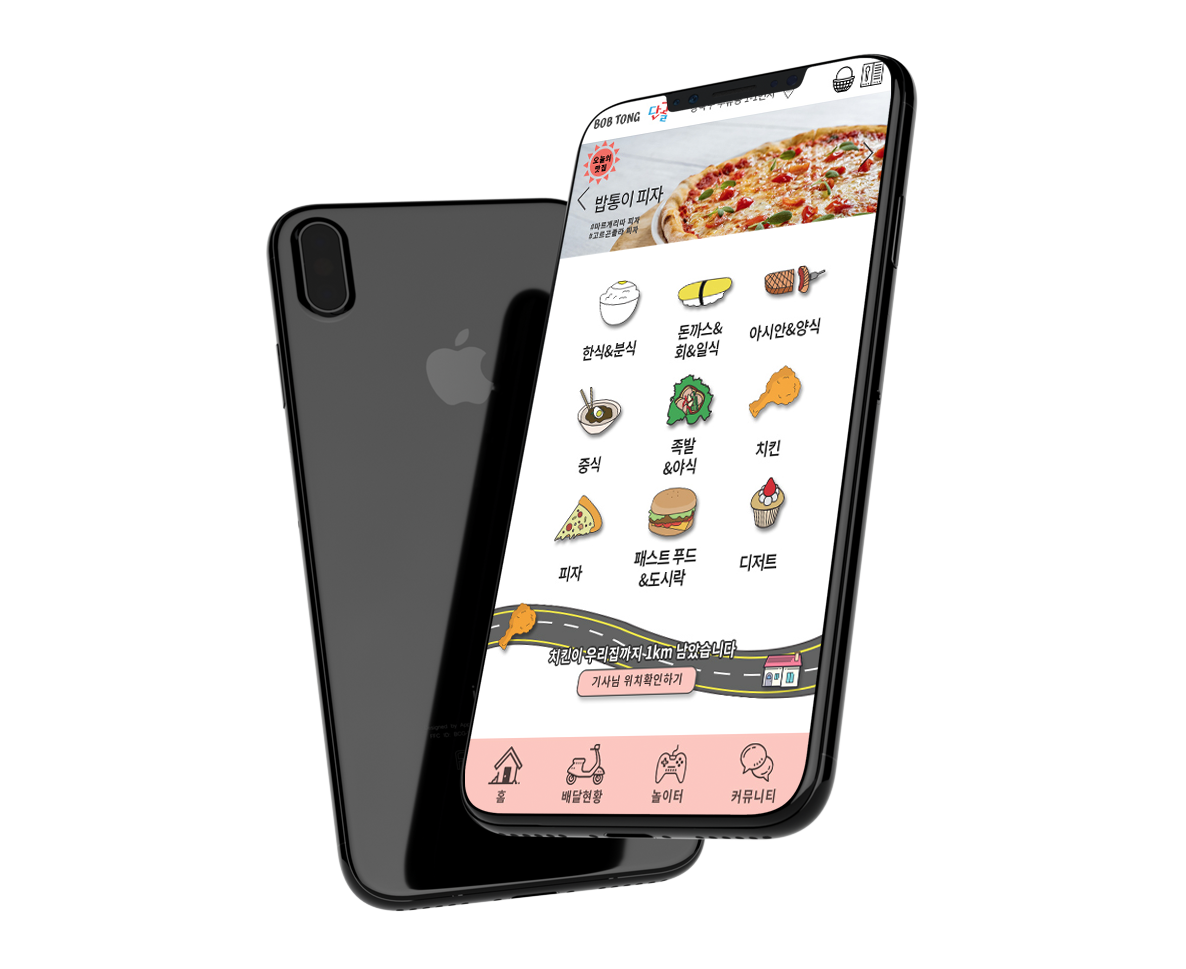 BOB TONG 단골
오늘의
맛집
밥통이 피자
#마르게리따 피자
#고르곤졸라 피자
한식&분식
돈까스&
회&일식
아시안&양식
중식
족발
&야식
치킨
피자
패스트 푸드
&도시락
디저트
치킨이 우리집까지 1km 남았습니다
기사님 위치확인하기
홈
배달현황
놀이터
커뮤니티